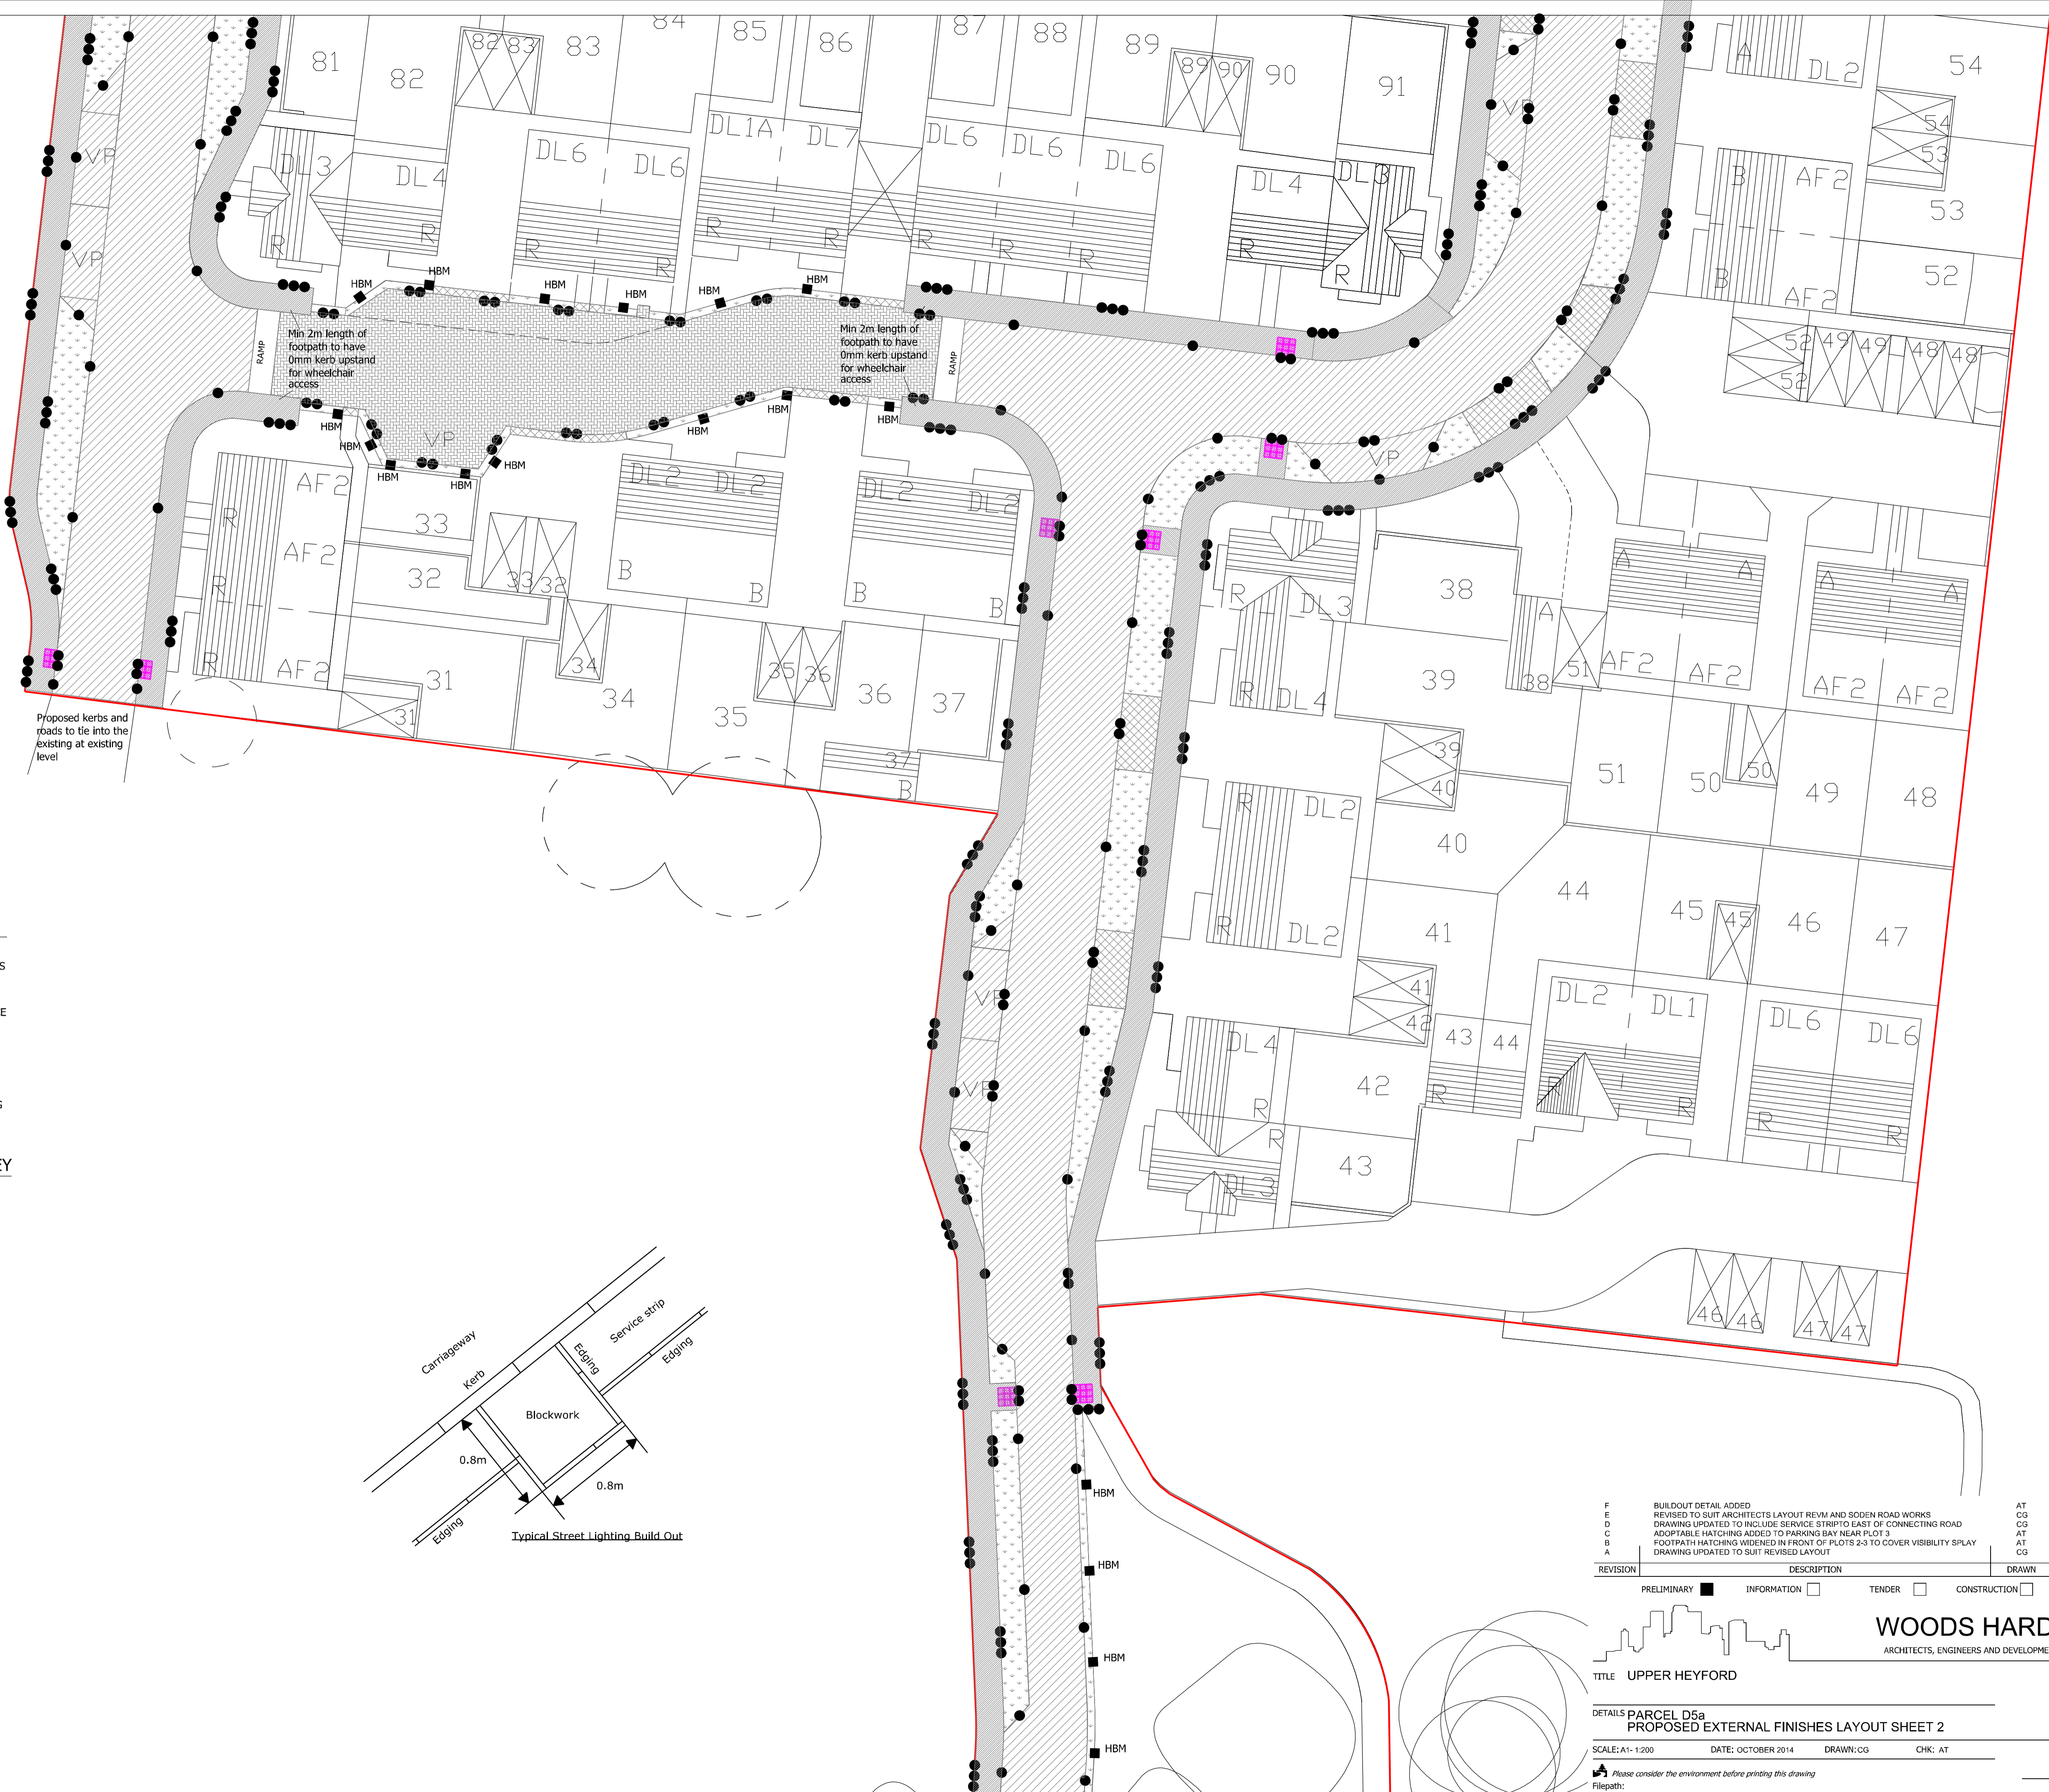 81
82
82 83
83
84
85
86
87
88
89
89 90
90
91
54
A
DL2
VP
54
53
53
52
B
AF2
B
AF2
DL3
DL4
DL6
DL6
DL1A
DL7
DL6
DL6
DL6
DL4
DL3
R
R
R
R
R
R
R
R
R
R
R
VP
VP
HBM
HBM
HBM
HBM
HBM
HBM
RAMP
Min 2m length of
footpath to have
0mm kerb upstand
for wheelchair
access
Min 2m length of
footpath to have
0mm kerb upstand
for wheelchair
access
RAMP
52
52
49
49
48
48
HBM
HBM
HBM
VP
HBM
HBM
HBM
HBM
HBM
VP
AF2
R
AF2
R
R
AF2
33
32
33 32
DL2
DL2
B
B
DL2
DL2
B
B
31
31
34
34
35
35 36
36
37
37
B
Proposed kerbs and
roads to tie into the
existing at existing
level
R
DL3
R
DL4
38
39
39
40
40
A
38
51
A
A
AF2
AF2
A
A
AF2
AF2
51
50
50
49
48
R
DL2
R
DL2
41
41
42
42
43
44
43
44
45
45
46
47
DL2
DL1
DL6
DL6
DL4
R
R
DL3
R
R
R
R
R
43
46
46
47
47
VP
VP
S
E
EY
Carriageway
Kerb
Service strip
Edging
Edging
Blockwork
0.8m
0.8m
Edging
Typical Street Lighting Build Out
HBM
HBM
HBM
HBM
F BUILDOUT DETAIL ADDED AT
E REVISED TO SUIT ARCHITECTS LAYOUT REVM AND SODEN ROAD WORKS CG
D DRAWING UPDATED TO INCLUDE SERVICE STRIPTO EAST OF CONNECTING ROAD CG
C ADOPTABLE HATCHING ADDED TO PARKING BAY NEAR PLOT 3 AT
B FOOTPATH HATCHING WIDENED IN FRONT OF PLOTS 2-3 TO COVER VISIBILITY SPLAY AT
A DRAWING UPDATED TO SUIT REVISED LAYOUT CG
REVISION DESCRIPTION DRAWN
PRELIMINARY INFORMATION TENDER CONSTRUCTION
WOODS HARD
ARCHITECTS, ENGINEERS AND DEVELOPME
TITLE UPPER HEYFORD
DETAILS PARCEL D5a
PROPOSED EXTERNAL FINISHES LAYOUT SHEET 2
SCALE: A1- 1:200 DATE: OCTOBER 2014 DRAWN: CG CHK: AT
Please consider the environment before printing this drawing
Filepath: